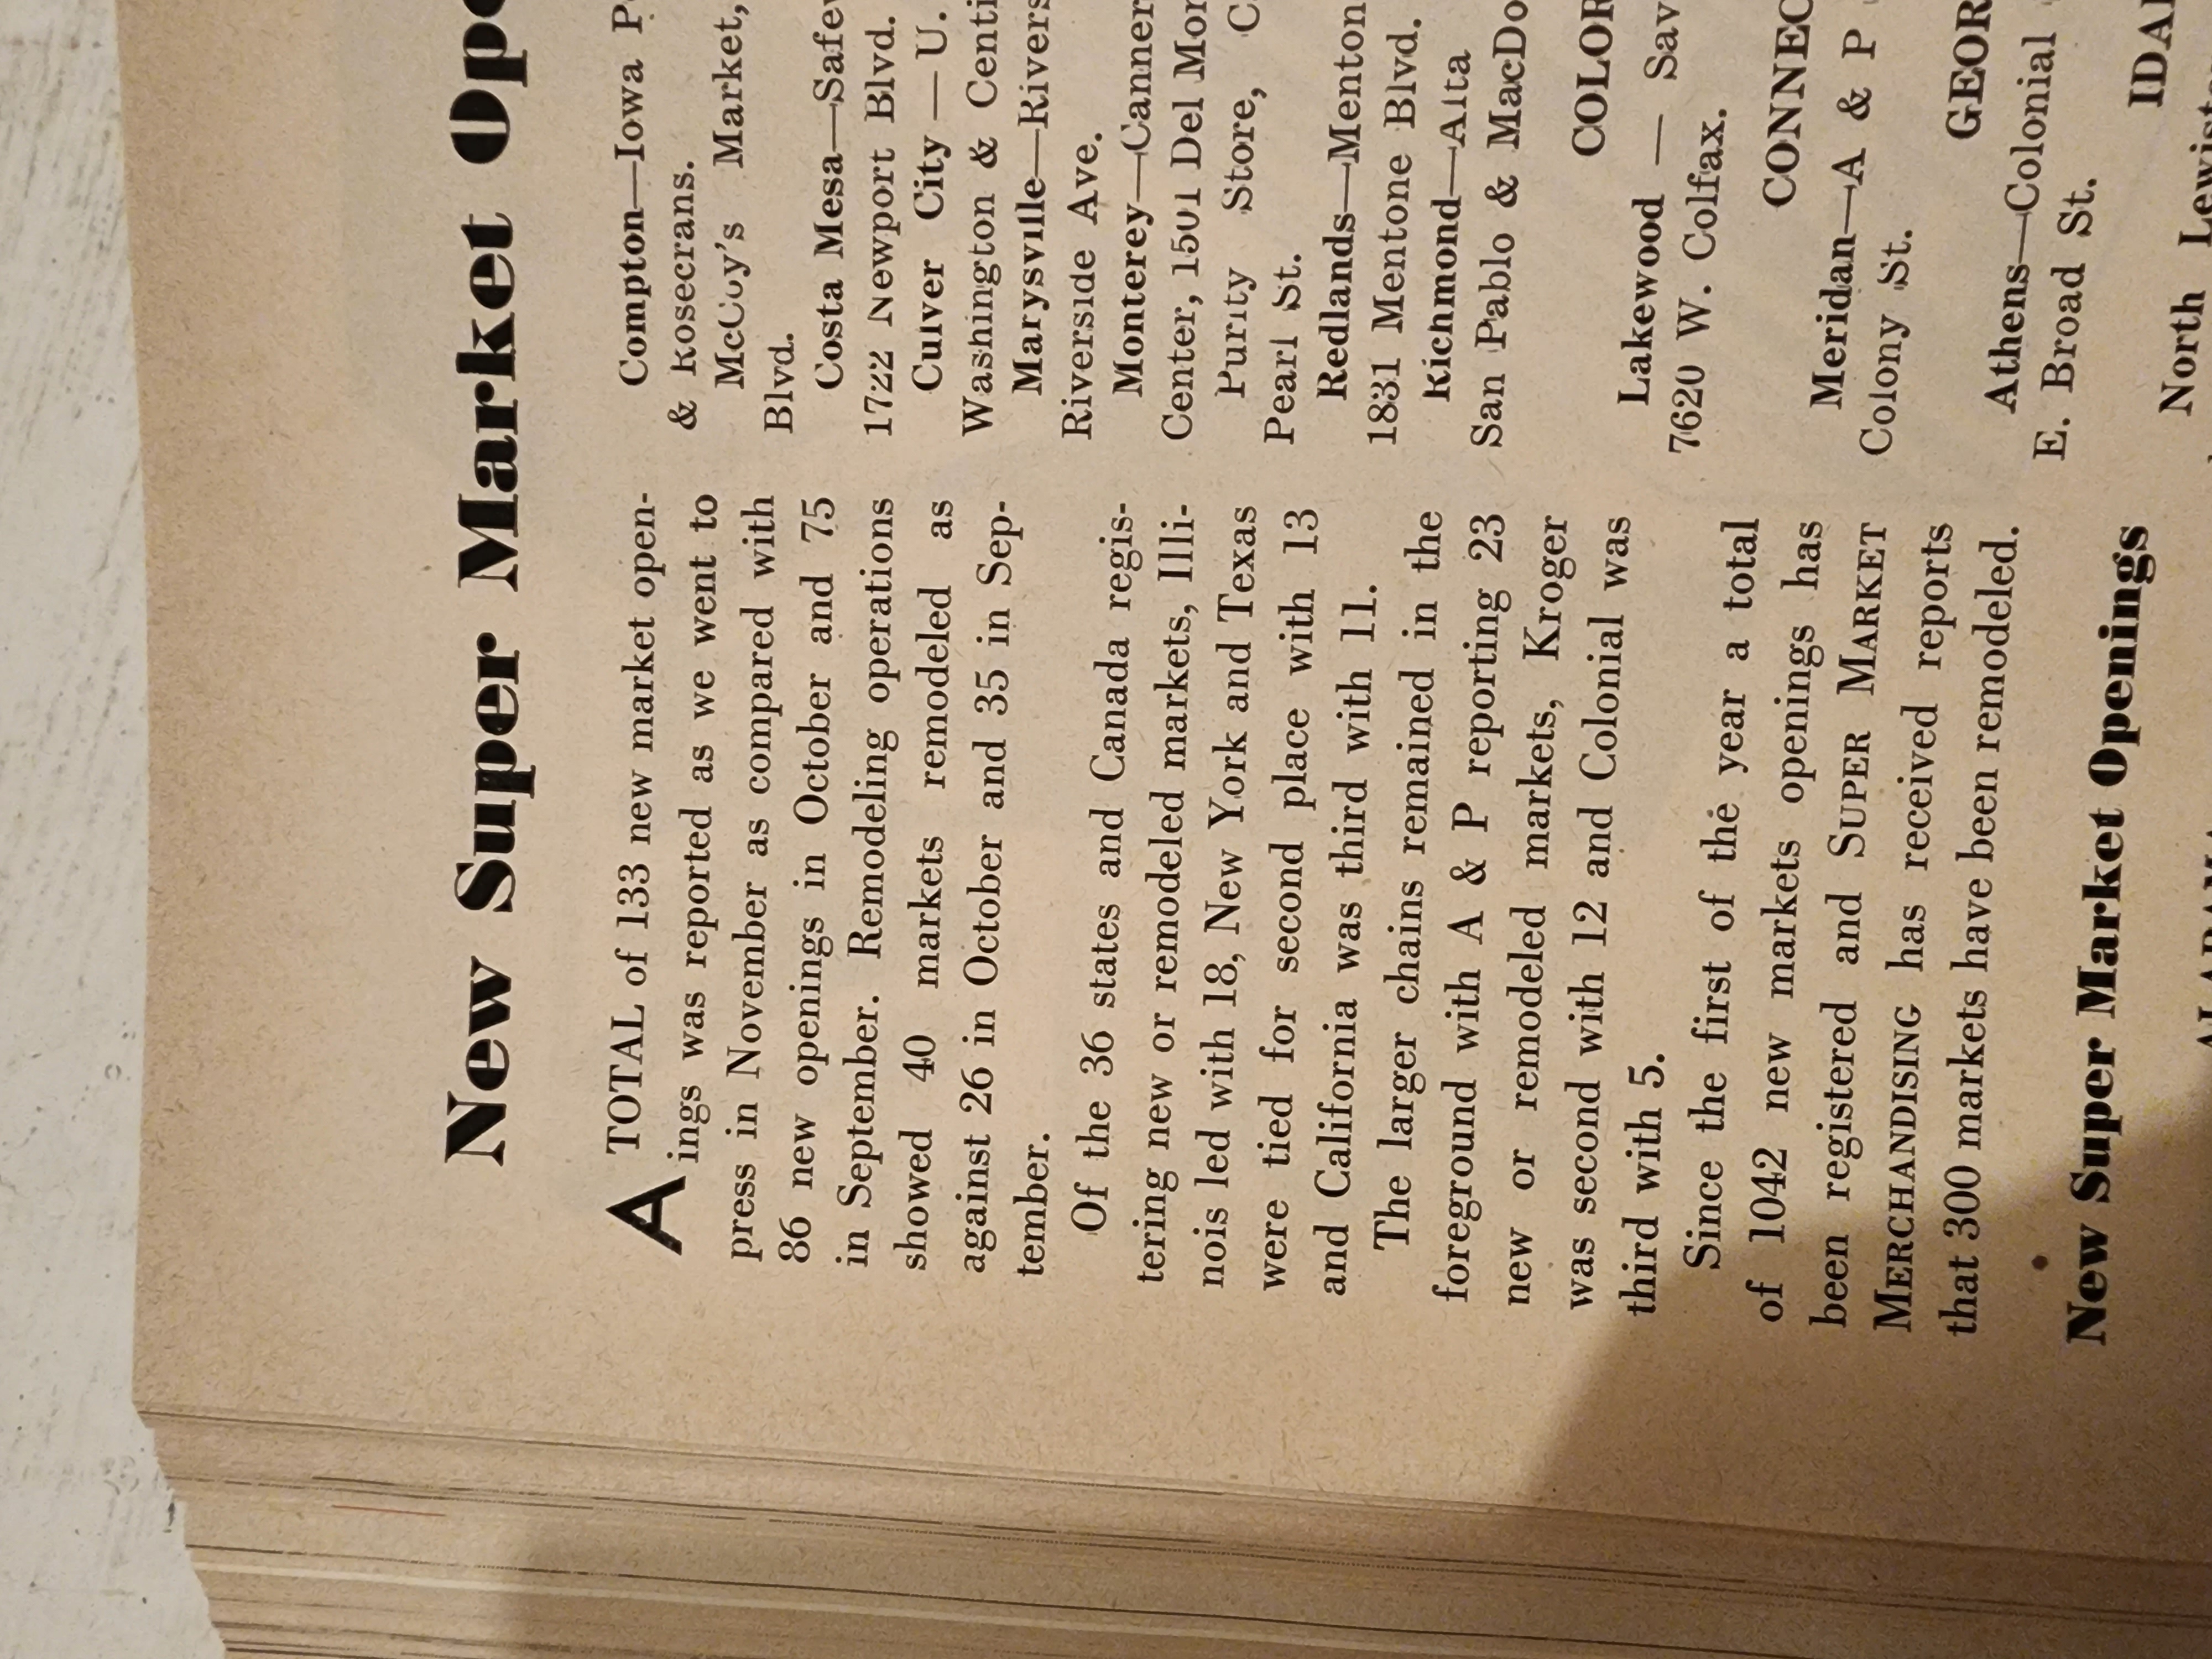 New Super Market
A TOTAL of 133 new market open-
ings was reported as we went to
press in November as compared with
86 new openings in October and 75
in September. Remodeling operations
showed 40 markets remodeled as
against 26 in October and 35 in Sep-
tember.
Of the 36 states and Canada regis-
tering new or remodeled markets, Illi-
nois led with 18, New York and Texas
were tied for second place with 13
and California was third with 11.
The larger chains remained in the
foreground with A & P reporting 23
new or remodeled markets, Kroger
was second with 12 and Colonial was
third with 5.
Since the first of the year a total
of 1042 new markets openings has
been registered and SUPER MARKET
MERCHANDISING has received reports
that 300 markets have been remodeled.
New Super Market Openings
Compton—Iowa
& Rosecrans.
McCoy's Market,
Blvd.
Costa Mesa—
1722 Newport Blvd.
Culver City — U.
Washington &
Marysville—
Riverside Ave.
Monterey—
Center, 1501 Del
Purity Store,
Pearl St.
Redlands—
1831 Mentone Blvd.
Richmond—Alta
San Pablo &
Lakewood —
7620 W. Colfax.
Meridan—A & P
Colony St.
Athens—Colonial
E. Broad St.
North